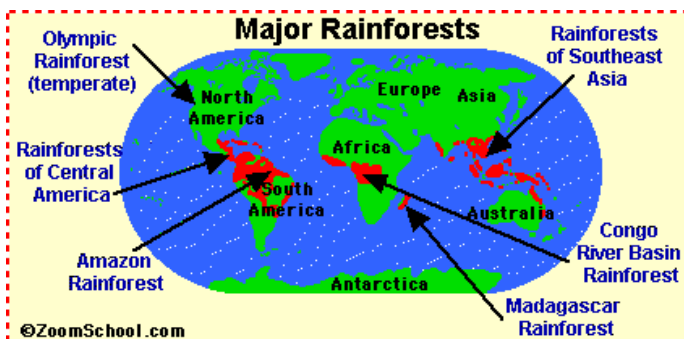 Major Rainforests
Olympic
Rainforest
(temperate)
Rainforests
of Southeast
Asia
North
America
Europe
Asia
Africa
Rainforests
of Central
America
South
America
Australia
Amazon
Rainforest
Congo
River Basin
Rainforest
Antarctica
Madagascar
Rainforest
©ZoomSchool.com